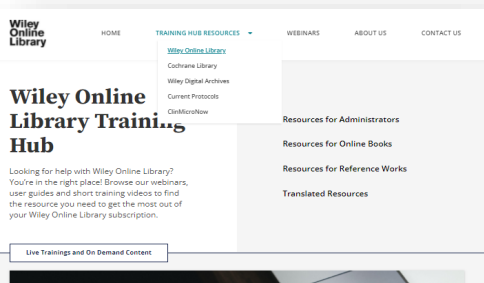 Wiley
Online
Library
HOME
TRAINING HUB RESOURCES
WEBINARS
ABOUT US
CONTACT US
Wiley Online Library
Cochrane Library
Wiley Digital Archives
Current Protocols
ClinMicroNow
Wiley Online
Library Training
Hub
Looking for help with Wiley Online Library?
You're in the right place! Browse our webinars,
user guides and short training videos to find
the resource you need to get the most out of
your Wiley Online Library subscription.
Resources for Administrators
Resources for Online Books
Resources for Reference Works
Translated Resources
Live Trainings and On Demand Content